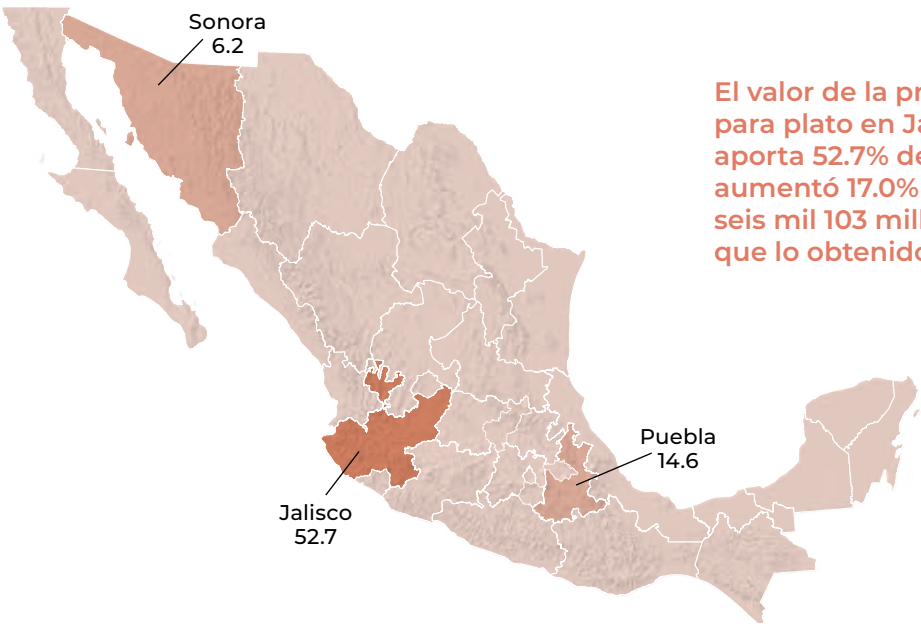 Sonora
6.2
El valor de la pr
para plato en Ja
aporta 52.7% de
aumentó 17.0%
seis mil 103 mill
que lo obtenido
Puebla
14.6
Jalisco
52.7